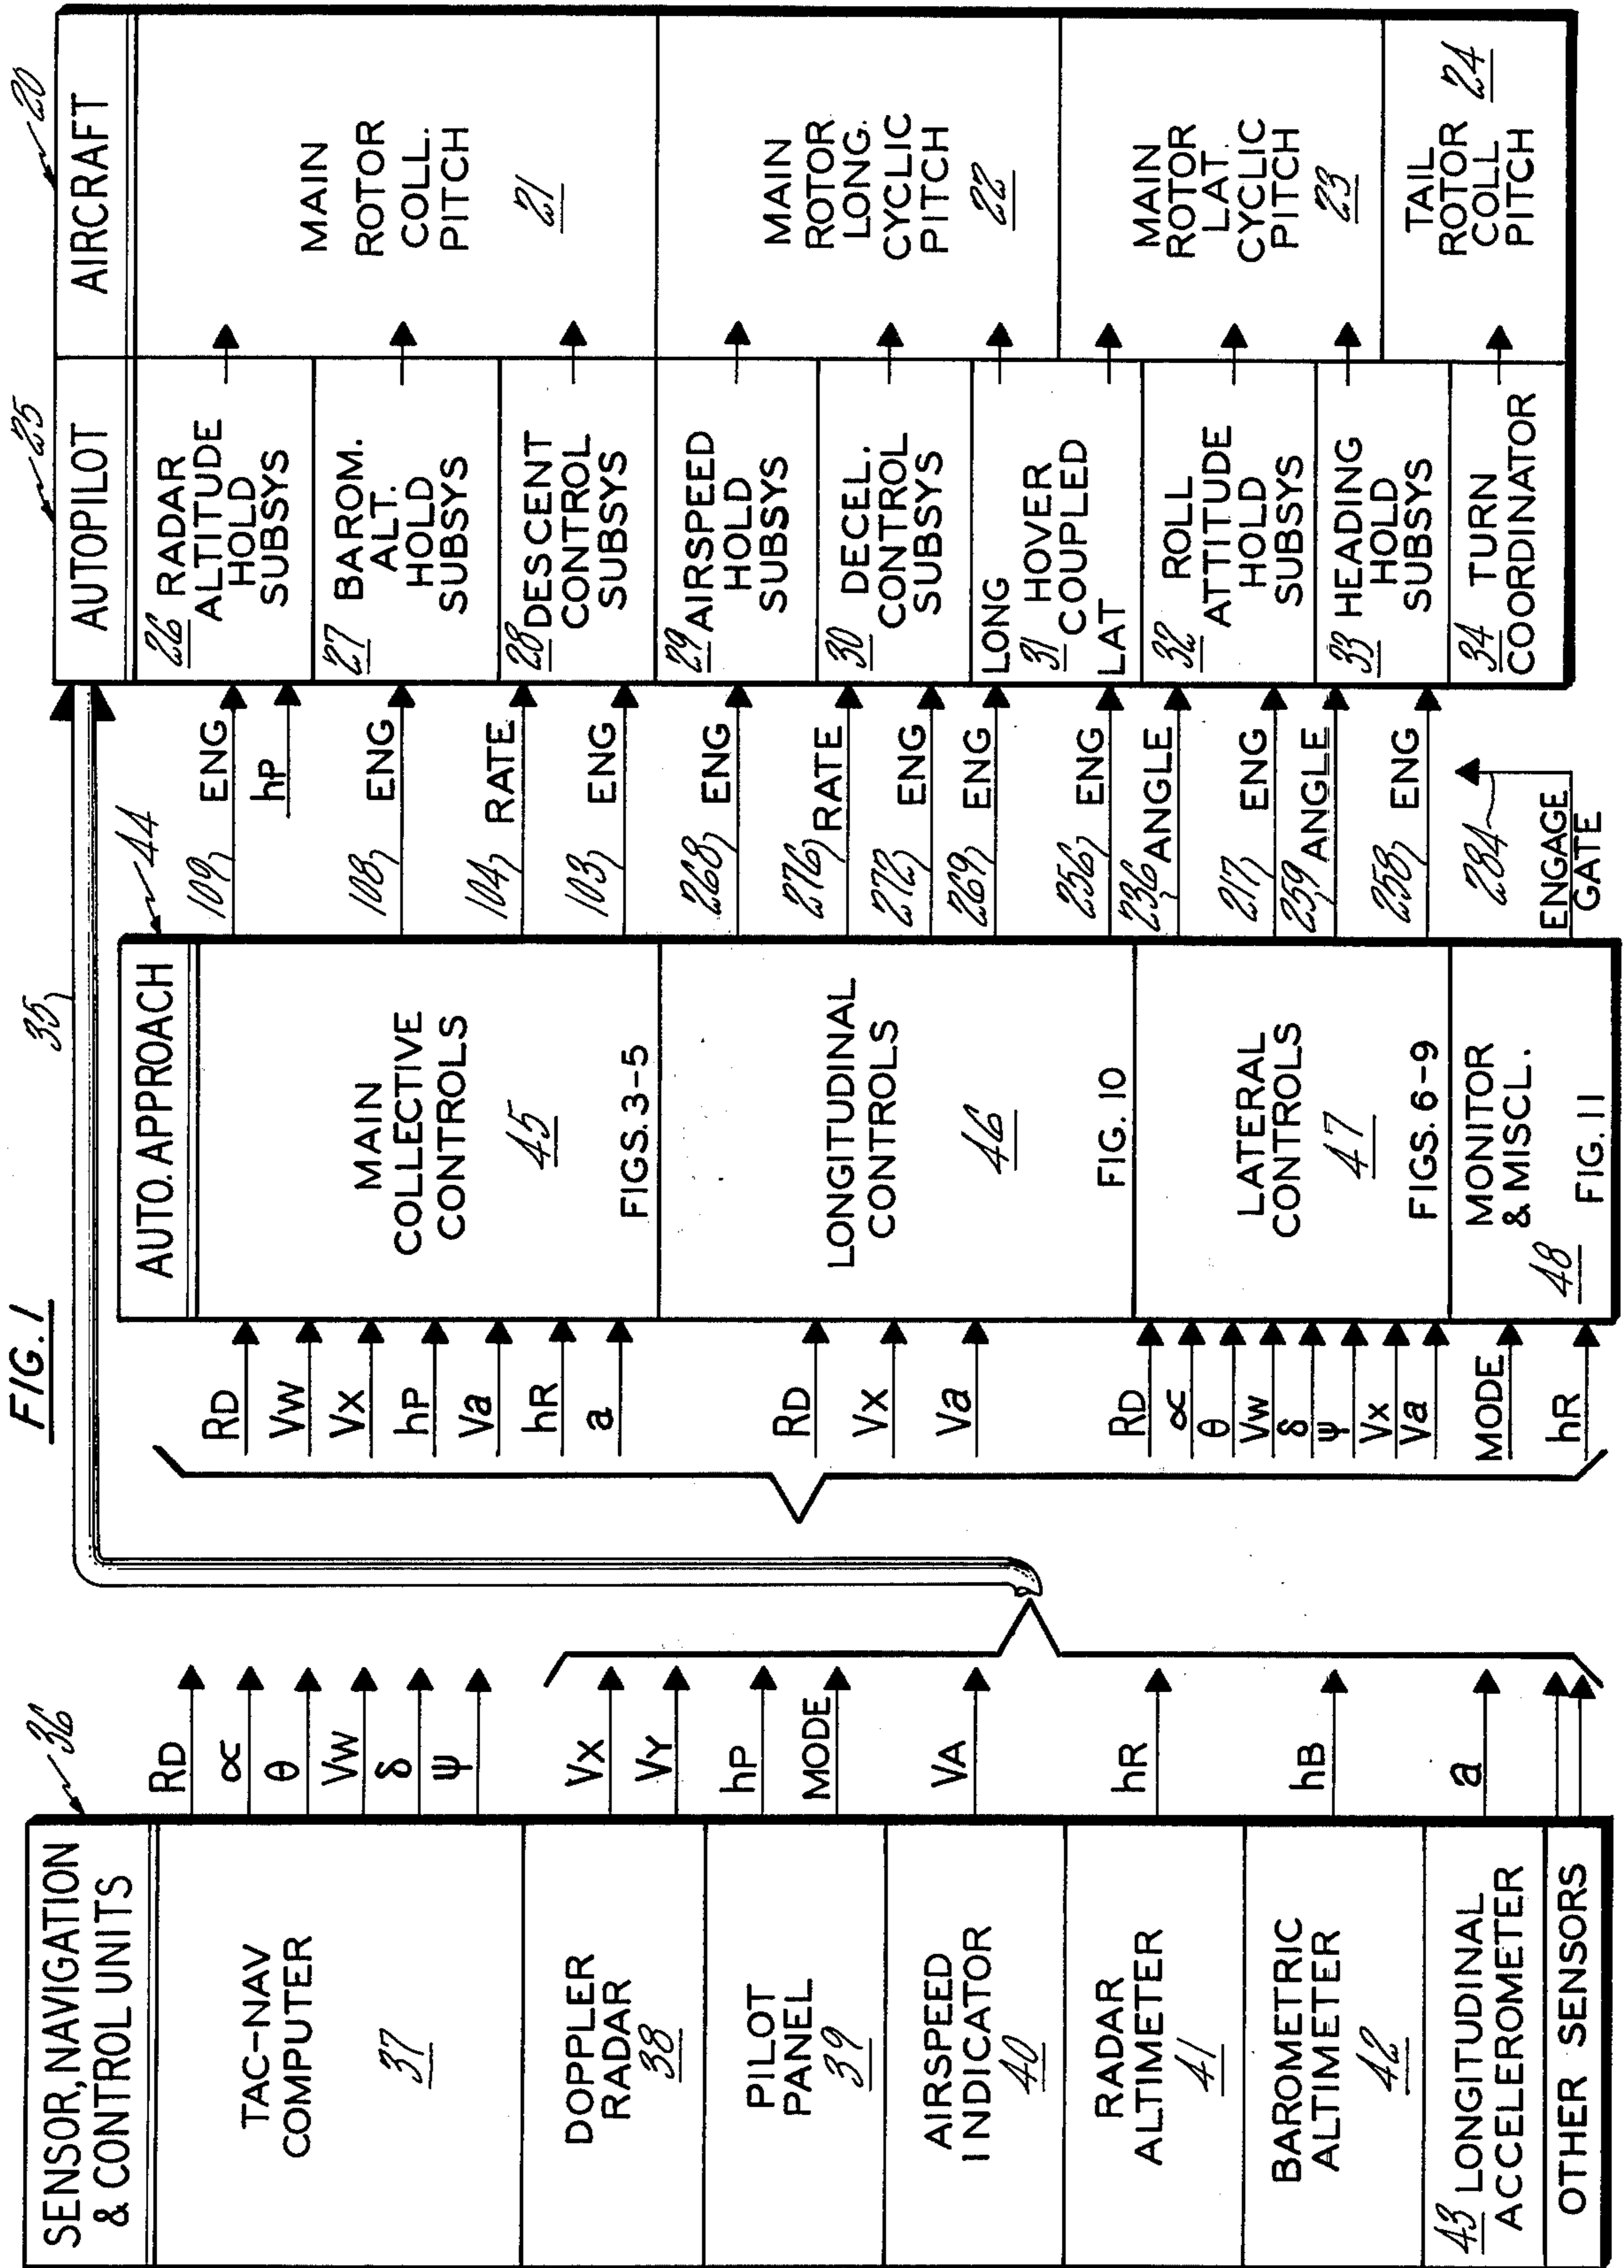 FIG. 1
36
SENSOR, NAVIGATION
& CONTROL UNITS
TAC-NAV
COMPUTER
37
DOPPLER
RADAR
38
PILOT
PANEL
39
AIRSPEED
INDICATOR
40
RADAR
ALTIMETER
41
BAROMETRIC
ALTIMETER
42
43 LONGITUDINAL
ACCELEROMETER
OTHER SENSORS
RD
α
θ
VW
δ
ψ
VX
VY
hP
MODE
VA
hR
hB
a
35
44
AUTO. APPROACH
RD
VW
VX
hP
Va
hR
a
MAIN
COLLECTIVE
CONTROLS
45
FIGS. 3-5
RD
VX
Va
LONGITUDINAL
CONTROLS
46
FIG. 10
RD
α
θ
VW
δ
ψ
VX
Va
LATERAL
CONTROLS
47
FIGS. 6-9
MODE
hR
MONITOR
& MISCL.
48
FIG. 11
109 ENG
hP
108 ENG
104 RATE
103 ENG
268 ENG
276 RATE
272 ENG
269 ENG
256 ENG
236 ANGLE
217 ENG
259 ANGLE
258 ENG
284
ENGAGE
GATE
25
AUTOPILOT
26 RADAR
ALTITUDE
HOLD
SUBSYS
27 BAROM.
ALT.
HOLD
SUBSYS
28 DESCENT
CONTROL
SUBSYS
29 AIRSPEED
HOLD
SUBSYS
30 DECEL.
CONTROL
SUBSYS
LONG
31 HOVER
COUPLED
LAT
32 ROLL
ATTITUDE
HOLD
SUBSYS
33 HEADING
HOLD
SUBSYS
34 TURN
COORDINATOR
20
AIRCRAFT
MAIN
ROTOR
COLL.
PITCH
21
MAIN
ROTOR
LONG.
CYCLIC
PITCH
22
MAIN
ROTOR
LAT
CYCLIC
PITCH
23
TAIL
ROTOR
COLL
PITCH
24